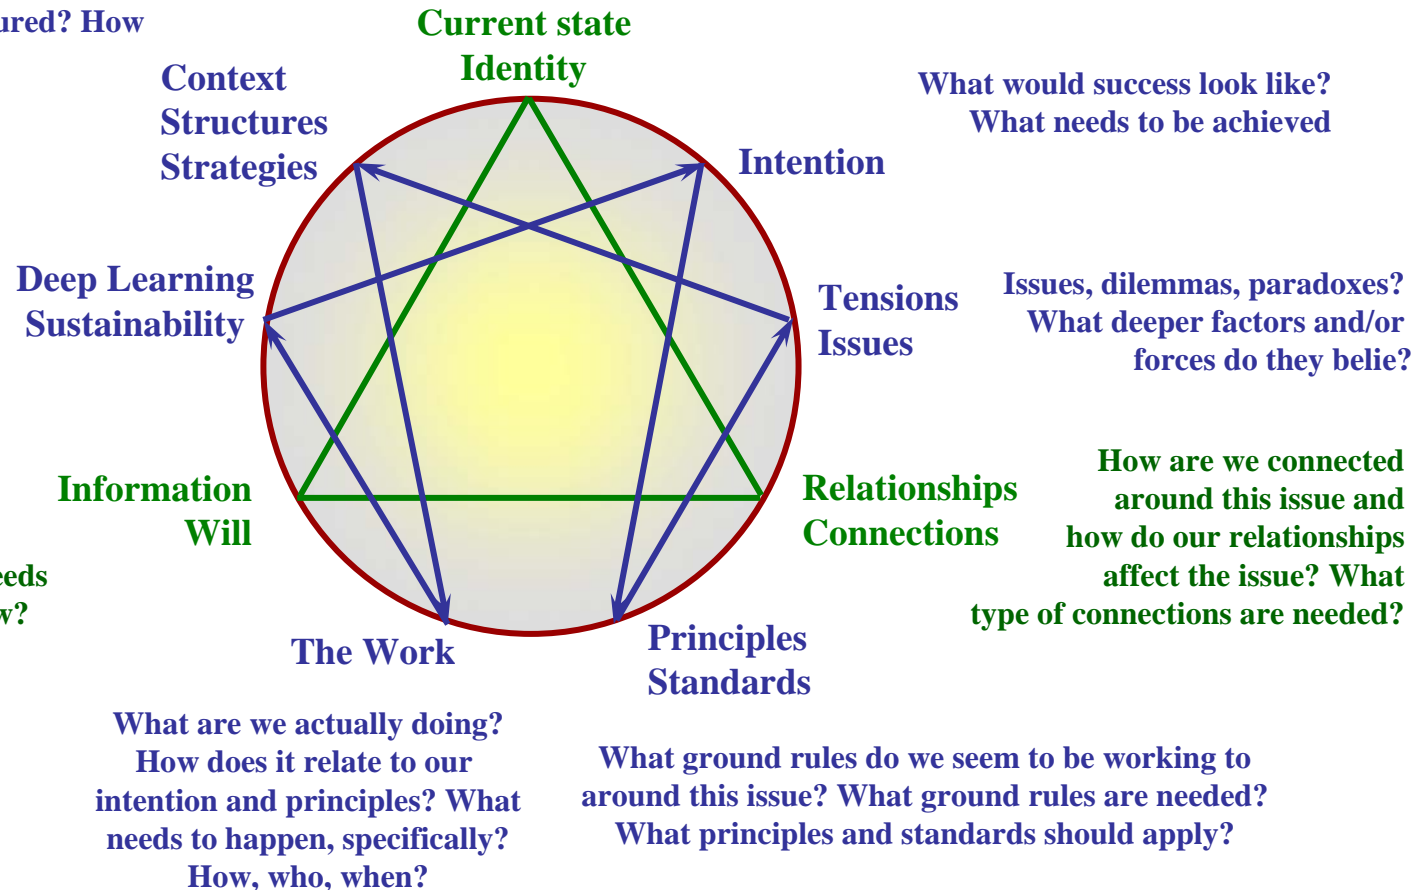 ured? How
Current state
Identity
Context
Structures
Strategies
What would success look like?
What needs to be achieved
Intention
Deep Learning
Sustainability
Tensions
Issues
Issues, dilemmas, paradoxes?
What deeper factors and/or
forces do they belie?
Information
Will
Relationships
Connections
How are we connected
around this issue and
how do our relationships
affect the issue? What
type of connections are needed?
eeds
w?
The Work
Principles
Standards
What are we actually doing?
How does it relate to our
intention and principles? What
needs to happen, specifically?
How, who, when?
What ground rules do we seem to be working to
around this issue? What ground rules are needed?
What principles and standards should apply?